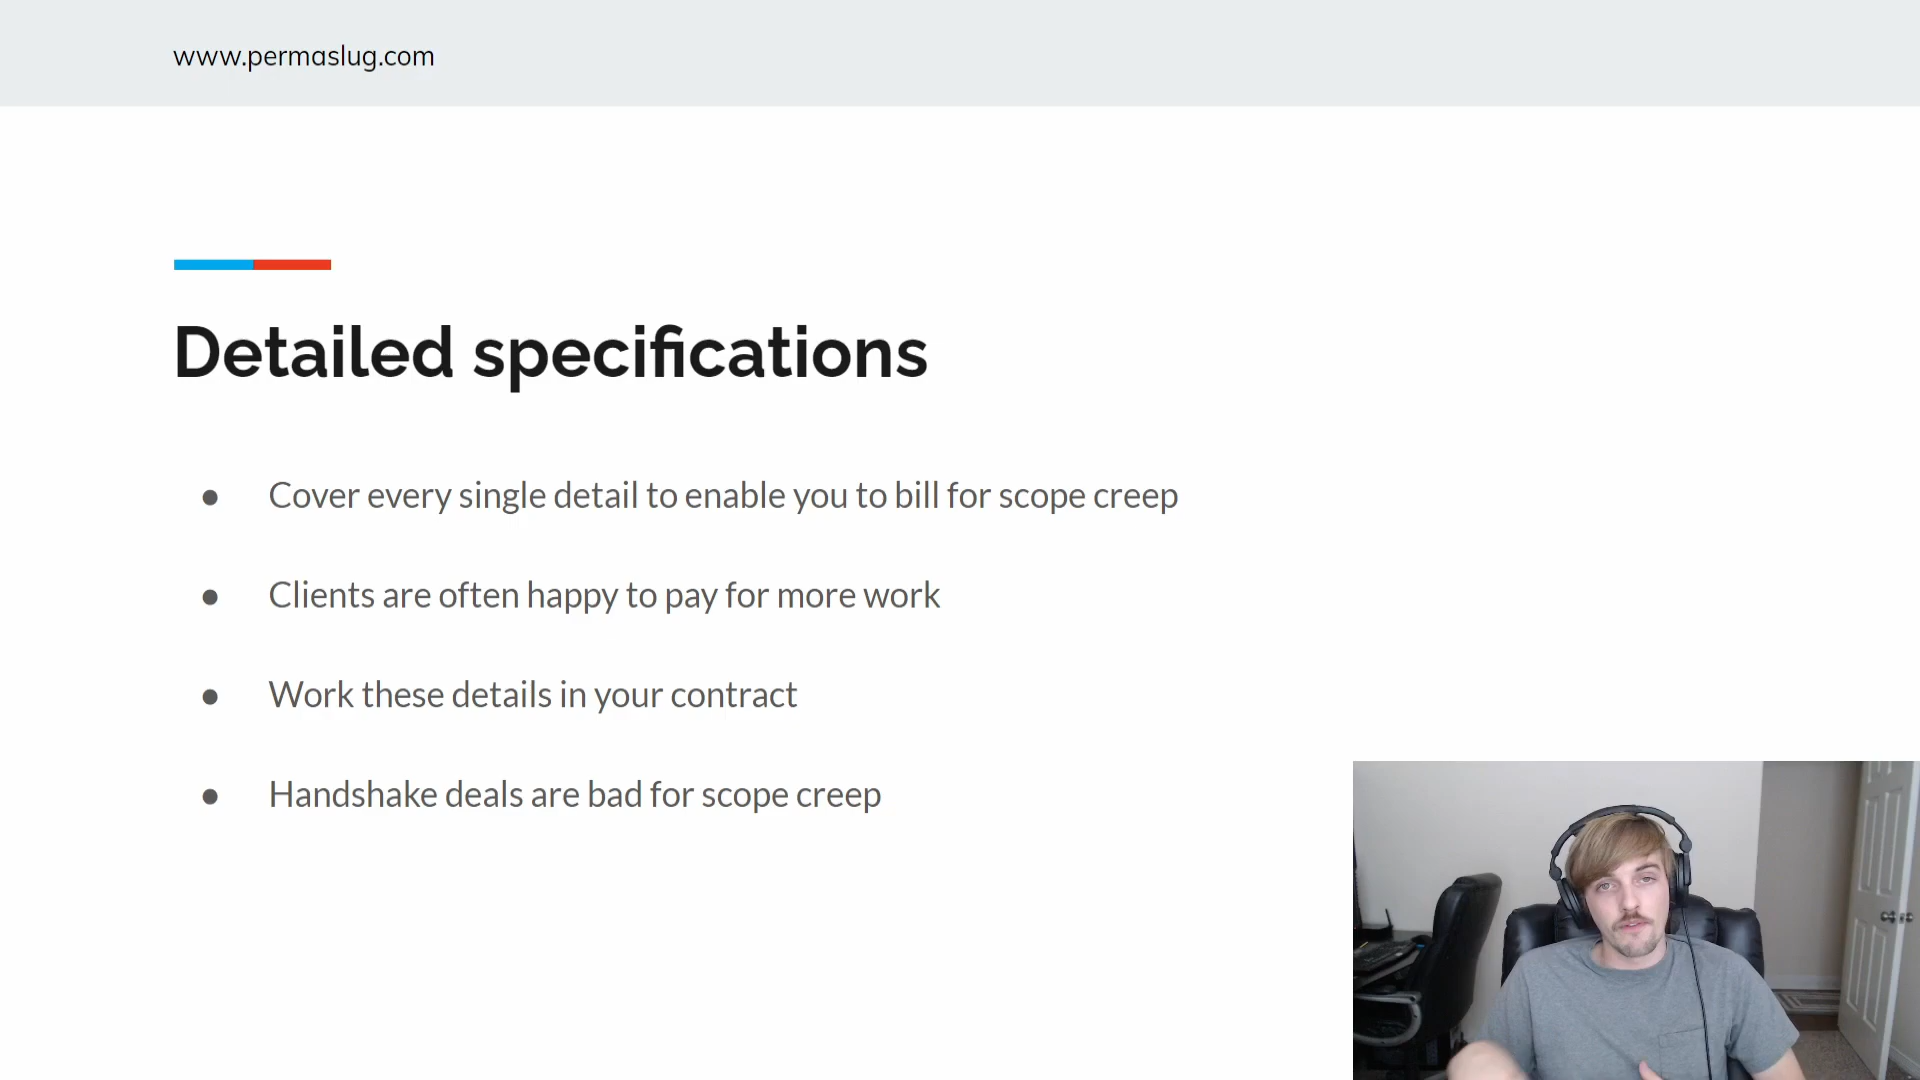 www.permaslug.com
Detailed specifications
● Cover every single detail to enable you to bill for scope creep
● Clients are often happy to pay for more work
● Work these details in your contract
● Handshake deals are bad for scope creep